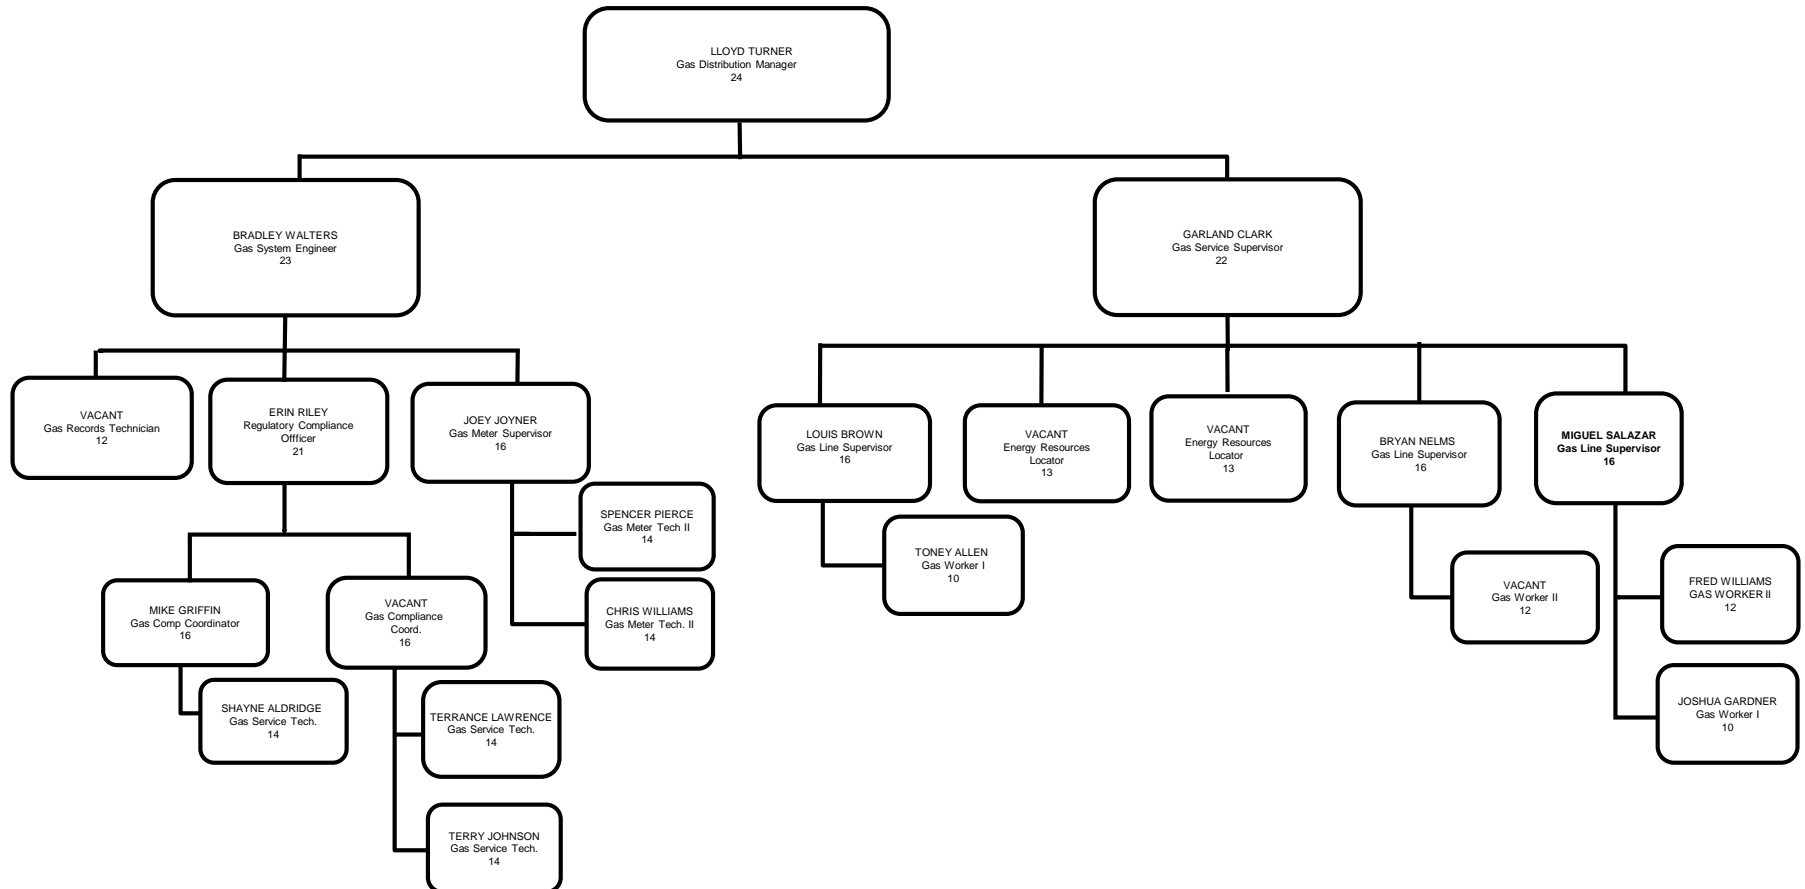 LLOYD TURNER
Gas Distribution Manager
24
BRADLEY WALTERS
Gas System Engineer
23
GARLAND CLARK
Gas Service Supervisor
22
VACANT
Gas Records Technician
12
ERIN RILEY
Regulatory Compliance
Offficer
21
JOEY JOYNER
Gas Meter Supervisor
16
LOUIS BROWN
Gas Line Supervisor
16
VACANT
Energy Resources
Locator
13
VACANT
Energy Resources
Locator
13
BRYAN NELMS
Gas Line Supervisor
16
MIGUEL SALAZAR
Gas Line Supervisor
16
SPENCER PIERCE
Gas Meter Tech II
14
TONEY ALLEN
Gas Worker I
10
MIKE GRIFFIN
Gas Comp Coordinator
16
VACANT
Gas Compliance
Coord.
16
CHRIS WILLIAMS
Gas Meter Tech. II
14
VACANT
Gas Worker II
12
FRED WILLIAMS
GAS WORKER II
12
SHAYNE ALDRIDGE
Gas Service Tech.
14
TERRANCE LAWRENCE
Gas Service Tech.
14
JOSHUA GARDNER
Gas Worker I
10
TERRY JOHNSON
Gas Service Tech.
14